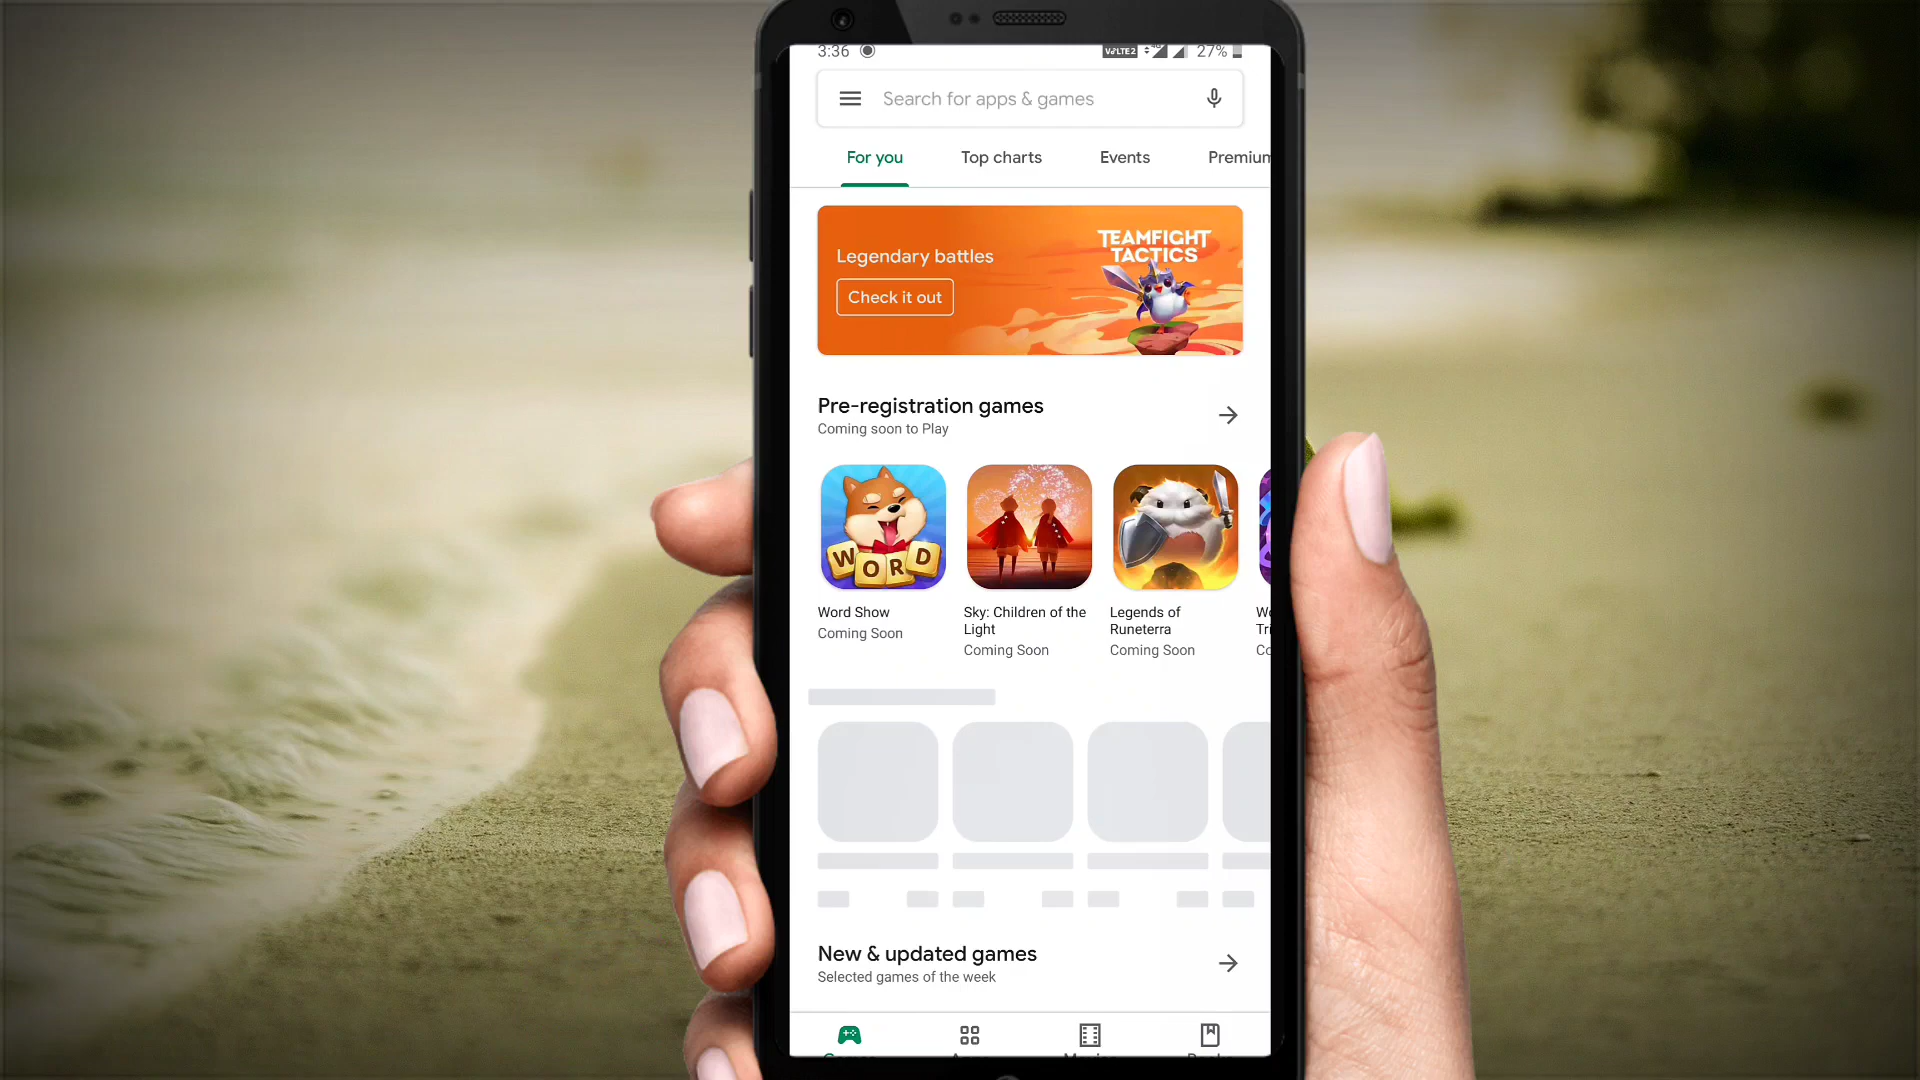 3:36
VoLTE2 4G 27%
Search for apps & games
For you Top charts Events Premium
Legendary battles
TEAMFIGHT
TACTICS
Check it out
Pre-registration games
Coming soon to Play
WORD
Word Show
Coming Soon
Sky: Children of the
Light
Coming Soon
Legends of
Runeterra
Coming Soon
New & updated games
Selected games of the week